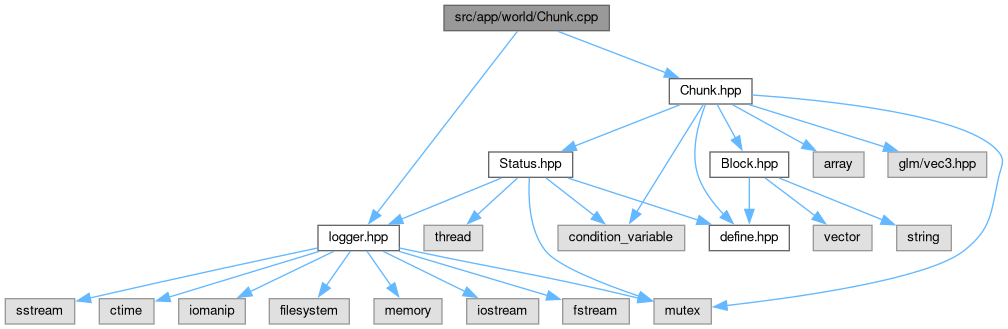 src/app/world/Chunk.cpp
Chunk.hpp
Status.hpp
Block.hpp
array
glm/vec3.hpp
logger.hpp
thread
condition_variable
define.hpp
vector
string
sstream
ctime
iomanip
filesystem
memory
iostream
fstream
mutex